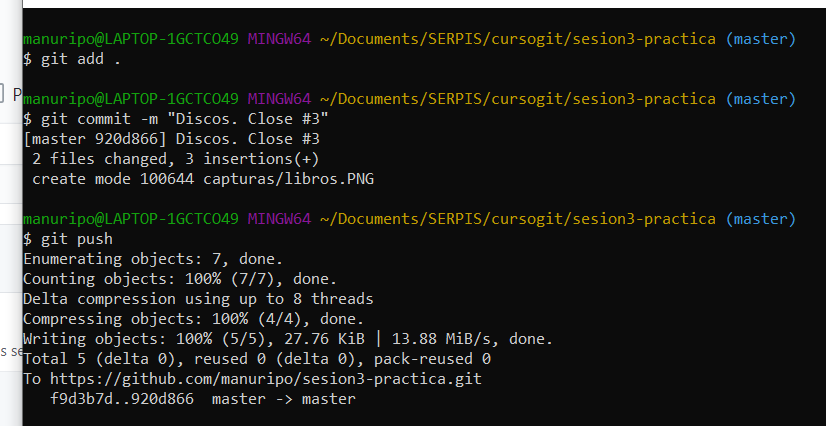 manuripo@LAPTOP-1GCTCO49 MINGW64 ~/Documents/SERPIS/cursogit/sesion3-practica (master)
$ git add .
manuripo@LAPTOP-1GCTCO49 MINGW64 ~/Documents/SERPIS/cursogit/sesion3-practica (master)
$ git commit -m "Discos. Close #3"
[master 920d866] Discos. Close #3
 2 files changed, 3 insertions(+)
 create mode 100644 capturas/libros.PNG
manuripo@LAPTOP-1GCTCO49 MINGW64 ~/Documents/SERPIS/cursogit/sesion3-practica (master)
$ git push
Enumerating objects: 7, done.
Counting objects: 100% (7/7), done.
Delta compression using up to 8 threads
Compressing objects: 100% (4/4), done.
Writing objects: 100% (5/5), 27.76 KiB | 13.88 MiB/s, done.
Total 5 (delta 0), reused 0 (delta 0), pack-reused 0
To https://github.com/manuripo/sesion3-practica.git
   f9d3b7d..920d866  master -> master